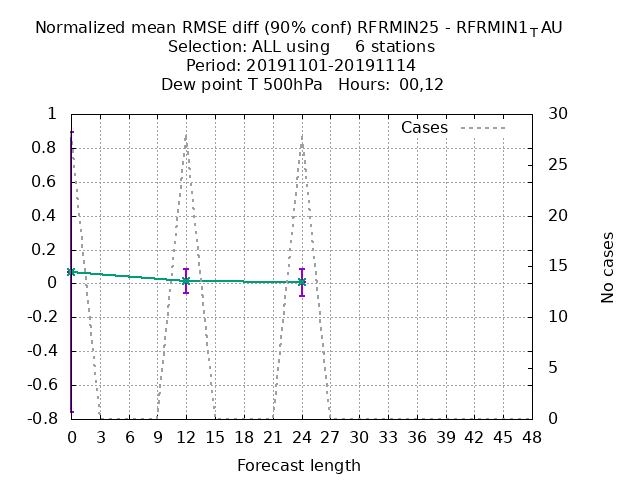 Normalized mean RMSE diff (90% conf) RFRMIN25 - RFRMIN1_TAU
Selection: ALL using     6 stations
Period: 20191101-20191114
Dew point T 500hPa   Hours:  00,12
Cases
1
0.8
0.6
0.4
0.2
0
-0.2
-0.4
-0.6
-0.8
30
25
20
15
10
5
0
No cases
0 3 6 9 12 15 18 21 24 27 30 33 36 39 42 45 48
Forecast length